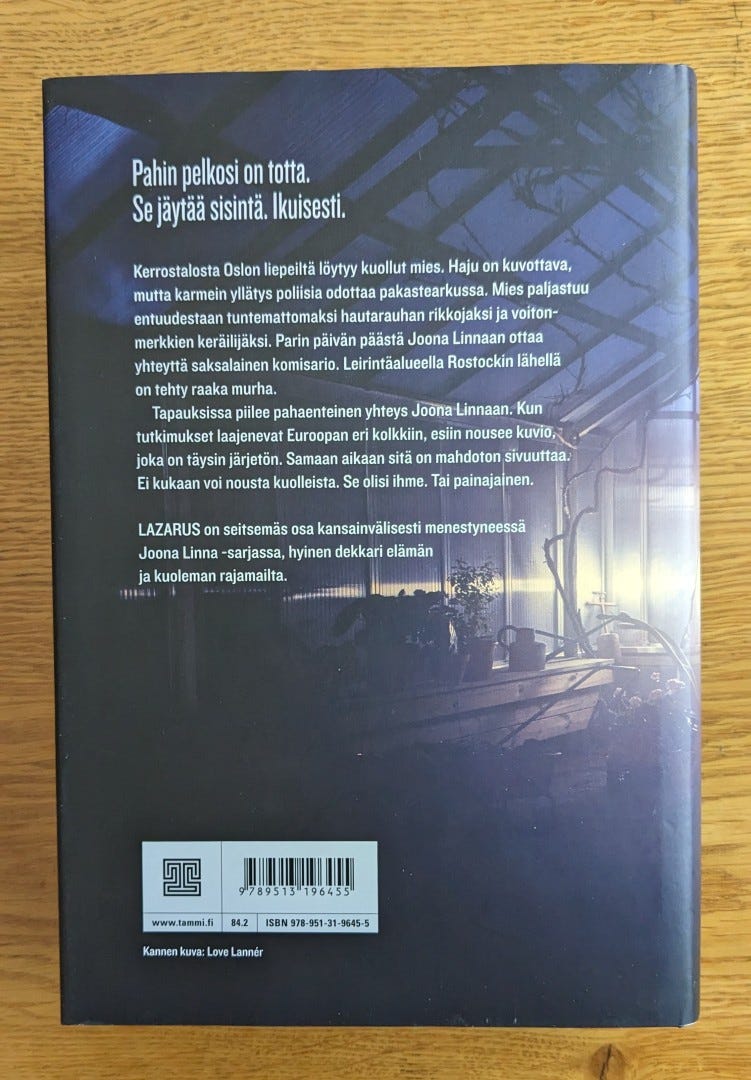 Pahin pelkosi on totta.
Se jäytää sisintä. Ikuisesti.
Kerrostalosta Oslon liepeiltä löytyy kuollut mies. Haju on kuvottava,
mutta karmein yllätys poliisia odottaa pakastearkussa. Mies paljastuu
entuudestaan tuntemattomaksi hautarauhan rikkojaksi ja voiton-
merkkien keräilijäksi. Parin päivän päästä Joona Linnaan ottaa
yhteyttä saksalainen komisario. Leirintäalueella Rostockin lähellä
on tehty raaka murha.
Tapauksissa piilee pahaenteinen yhteys Joona Linnaan. Kun
tutkimukset laajenevat Euroopan eri kolkkiin, esiin nousee kuvio,
joka on täysin järjetön. Samaan aikaan sitä on mahdoton sivuuttaa.
Ei kukaan voi nousta kuolleista. Se olisi ihme. Tai painajainen.
LAZARUS on seitsemäs osa kansainvälisesti menestyneessä
Joona Linna -sarjassa, hyinen dekkari elämän
ja kuoleman rajamailta.
9789513196455
www.tammi.fi 84.2 ISBN 978-951-31-9645-5
Kannen kuva: Love Lannér